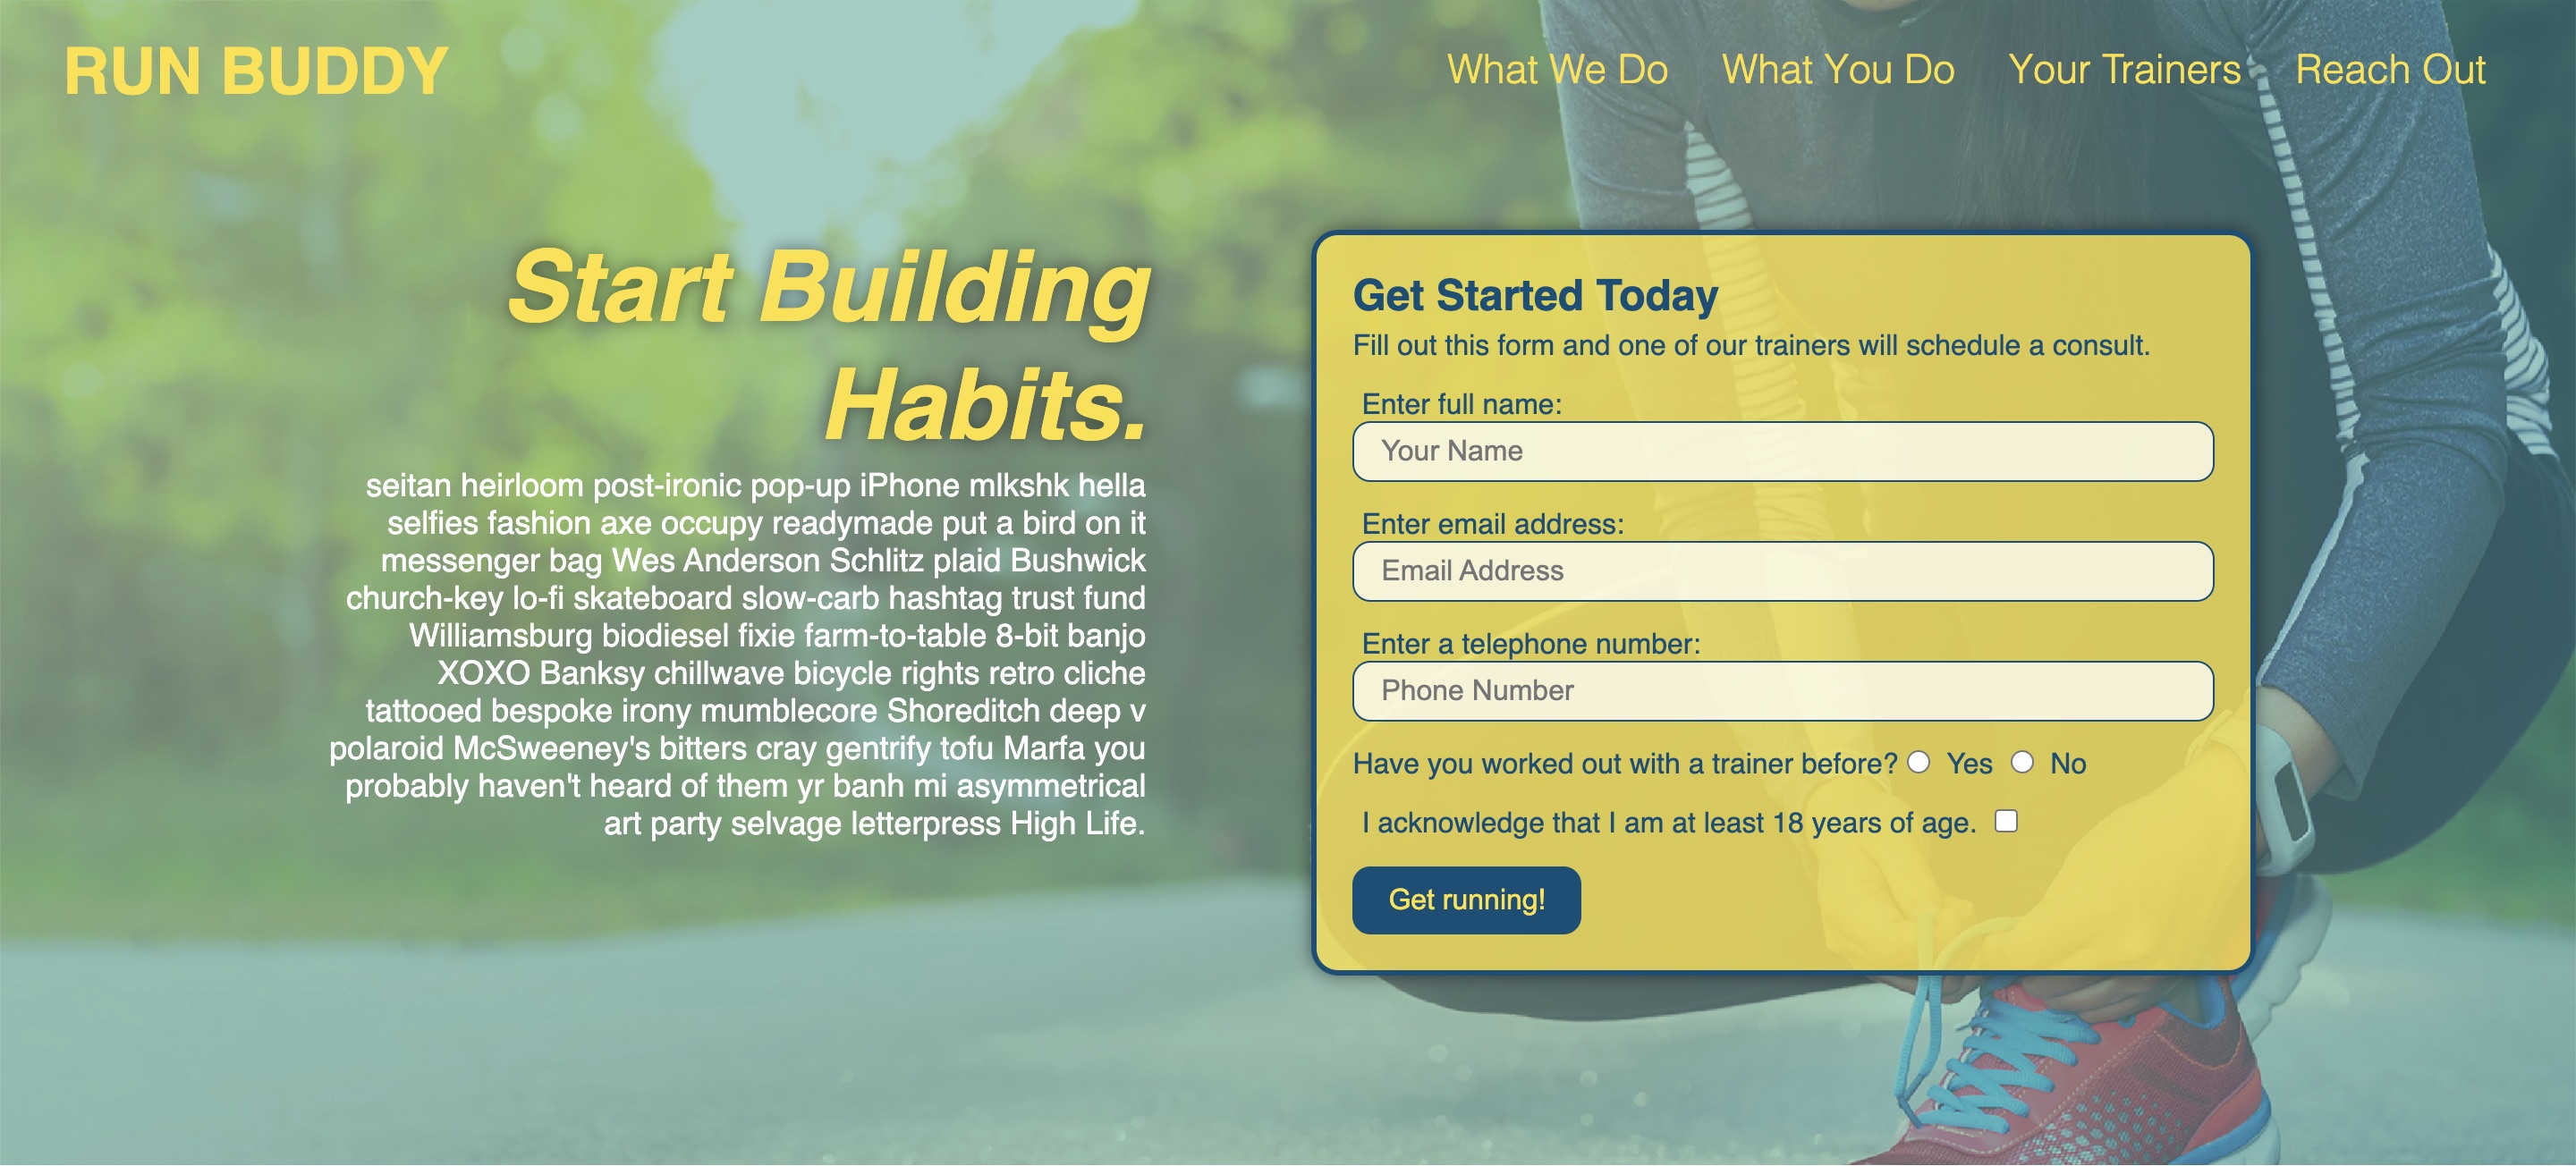 RUN BUDDY
What We Do
What You Do
Your Trainers
Reach Out
Start Building
Habits.
seitan heirloom post-ironic pop-up iPhone mlkshk hella
selfies fashion axe occupy readymade put a bird on it
messenger bag Wes Anderson Schlitz plaid Bushwick
church-key lo-fi skateboard slow-carb hashtag trust fund
Williamsburg biodiesel fixie farm-to-table 8-bit banjo
XOXO Banksy chillwave bicycle rights retro cliche
tattooed bespoke irony mumblecore Shoreditch deep v
polaroid McSweeney's bitters cray gentrify tofu Marfa you
probably haven't heard of them yr banh mi asymmetrical
art party selvage letterpress High Life.
Get Started Today
Fill out this form and one of our trainers will schedule a consult.
Enter full name:
Your Name
Enter email address:
Email Address
Enter a telephone number:
Phone Number
Have you worked out with a trainer before? Yes No
I acknowledge that I am at least 18 years of age.
Get running!